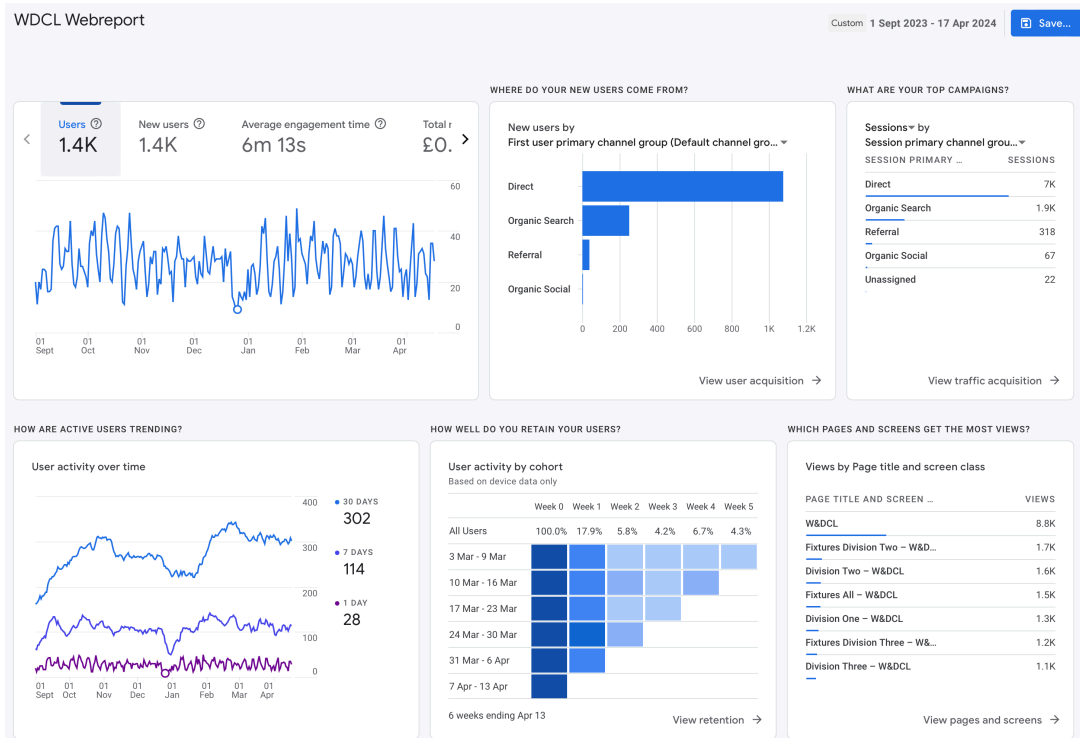 WDCL Webreport
Custom 1 Sept 2023 - 17 Apr 2024
Save...
Users
1.4K
New users
1.4K
Average engagement time
6m 13s
Total r
£0.
60
40
20
0
01 Sept
01 Oct
01 Nov
01 Dec
01 Jan
01 Feb
01 Mar
01 Apr
WHERE DO YOUR NEW USERS COME FROM?
New users by
First user primary channel group (Default channel gro...
Direct
Organic Search
Referral
Organic Social
0 200 400 600 800 1K 1.2K
View user acquisition
WHAT ARE YOUR TOP CAMPAIGNS?
Sessions by
Session primary channel grou...
SESSION PRIMARY ... SESSIONS
Direct 7K
Organic Search 1.9K
Referral 318
Organic Social 67
Unassigned 22
View traffic acquisition
HOW ARE ACTIVE USERS TRENDING?
User activity over time
400
300
200
100
0
01 Sept
01 Oct
01 Nov
01 Dec
01 Jan
01 Feb
01 Mar
01 Apr
30 DAYS
302
7 DAYS
114
1 DAY
28
HOW WELL DO YOU RETAIN YOUR USERS?
User activity by cohort
Based on device data only
Week 0 Week 1 Week 2 Week 3 Week 4 Week 5
All Users 100.0% 17.9% 5.8% 4.2% 6.7% 4.3%
3 Mar - 9 Mar
10 Mar - 16 Mar
17 Mar - 23 Mar
24 Mar - 30 Mar
31 Mar - 6 Apr
7 Apr - 13 Apr
6 weeks ending Apr 13
View retention
WHICH PAGES AND SCREENS GET THE MOST VIEWS?
Views by Page title and screen class
PAGE TITLE AND SCREEN ... VIEWS
W&DCL 8.8K
Fixtures Division Two – W&D... 1.7K
Division Two – W&DCL 1.6K
Fixtures All – W&DCL 1.5K
Division One – W&DCL 1.3K
Fixtures Division Three – W&... 1.2K
Division Three – W&DCL 1.1K
View pages and screens